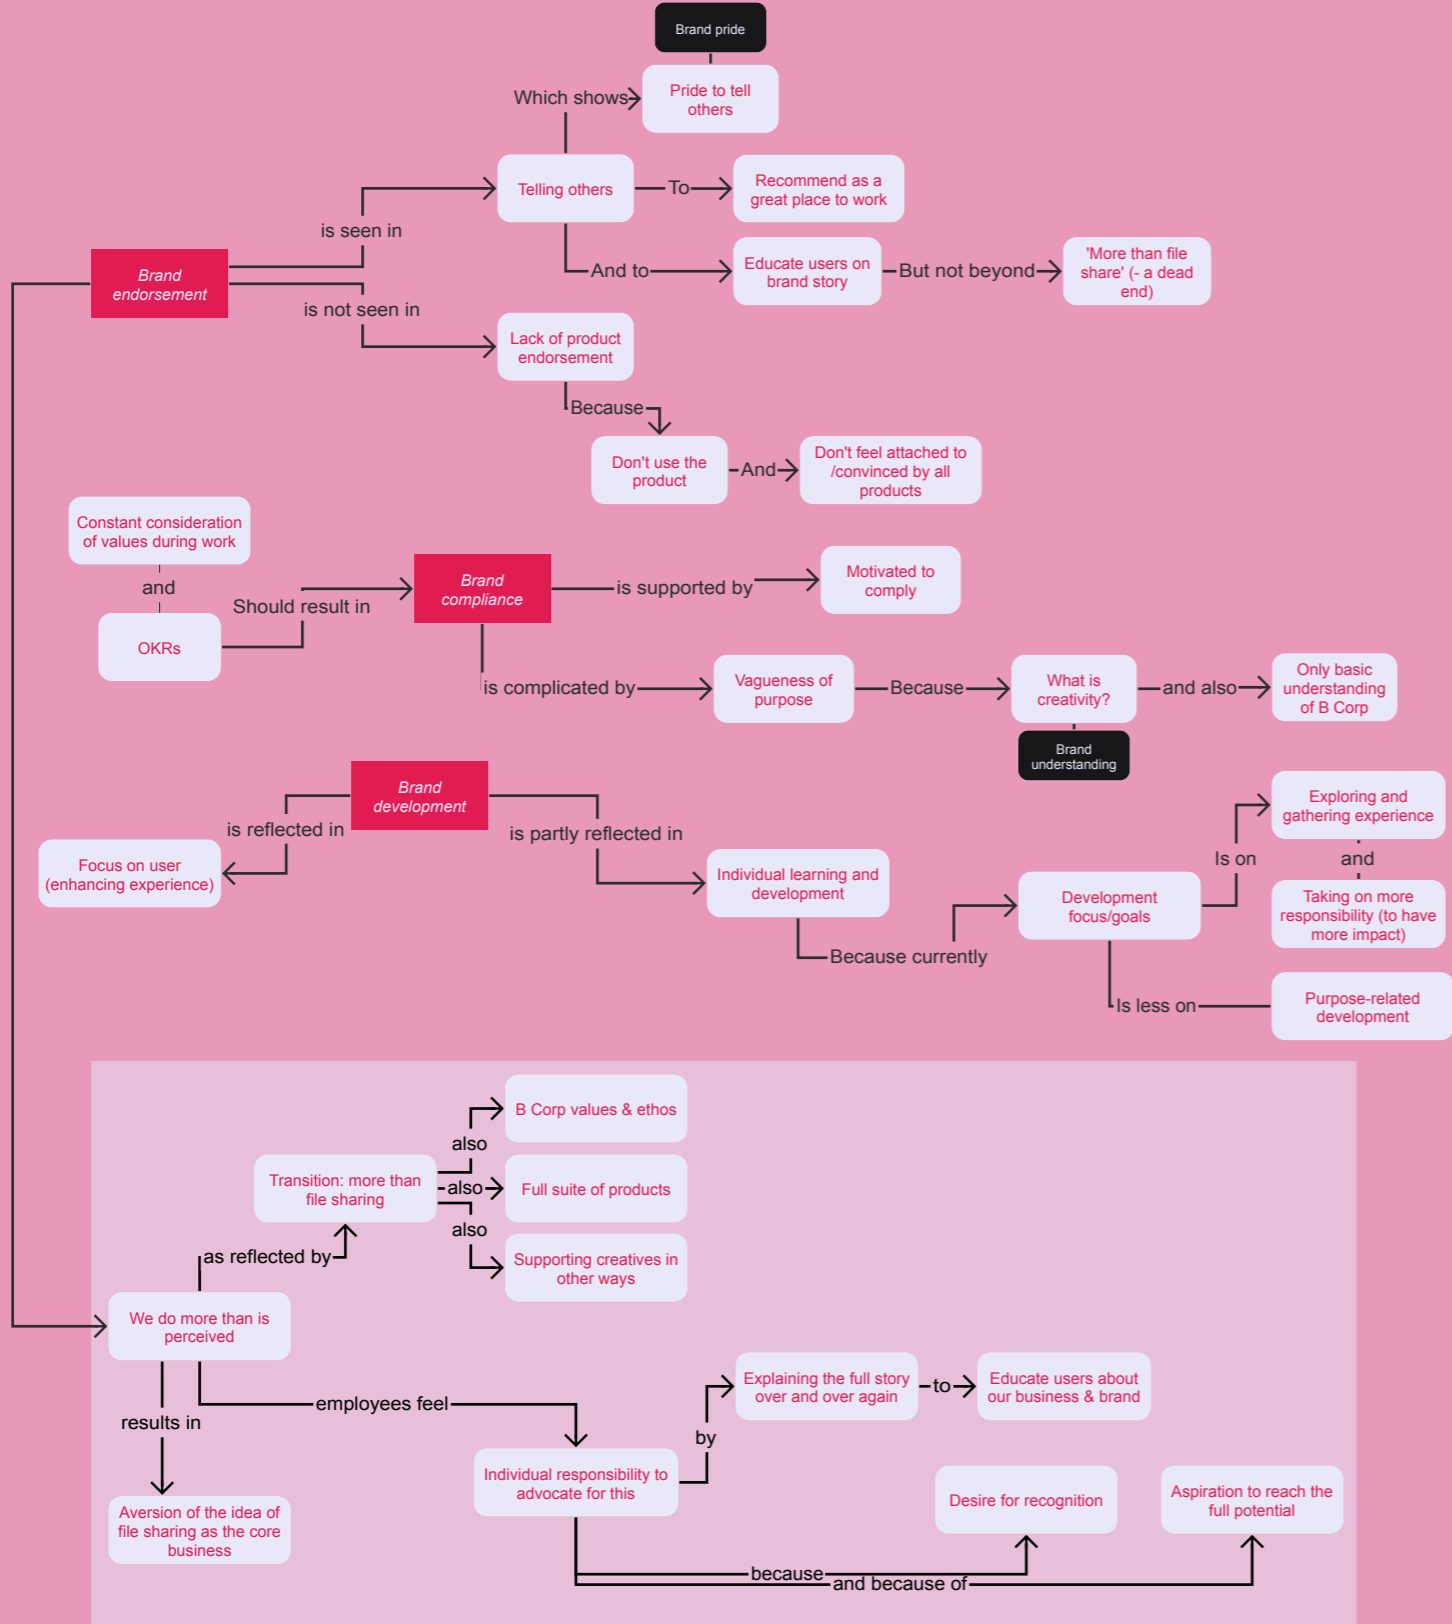 Brand pride
Pride to tell
others
Which shows
Telling others
To
Recommend as a
great place to work
is seen in
And to
Educate users on
brand story
But not beyond
'More than file
share' (- a dead
end)
Brand
endorsement
is not seen in
Lack of product
endorsement
Because
Don't use the
product
And
Don't feel attached to
/convinced by all
products
Constant consideration
of values during work
and
OKRs
Should result in
Brand
compliance
is supported by
Motivated to
comply
is complicated by
Vagueness of
purpose
Because
What is
creativity?
and also
Only basic
understanding
of B Corp
Brand
understanding
Brand
development
is reflected in
Focus on user
(enhancing experience)
is partly reflected in
Individual learning and
development
Because currently
Development
focus/goals
Is on
Exploring and
gathering experience
and
Taking on more
responsibility (to have
more impact)
Is less on
Purpose-related
development
B Corp values & ethos
also
Transition: more than
file sharing
also
Full suite of products
also
Supporting creatives in
other ways
as reflected by
We do more than is
perceived
results in
Aversion of the idea of
file sharing as the core
business
employees feel
Individual responsibility to
advocate for this
by
Explaining the full story
over and over again
to
Educate users about
our business & brand
Desire for recognition
Aspiration to reach the
full potential
because
and because of